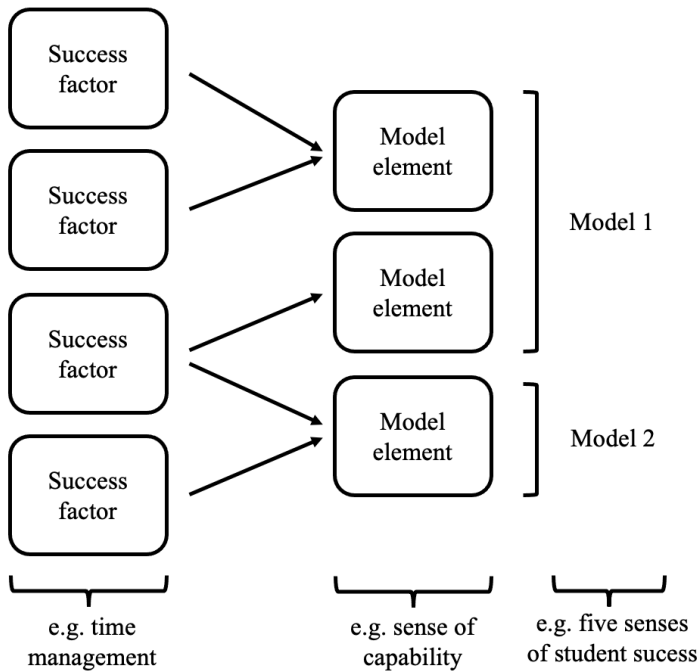 Success
factor
Success
factor
Success
factor
Success
factor
Model
element
Model
element
Model
element
Model 1
Model 2
e.g. time
management
e.g. sense of
capability
e.g. five senses
of student sucess